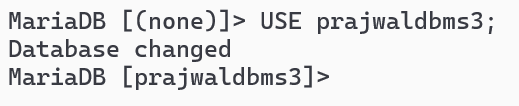 MariaDB [(none)]> USE prajwaldbms3;
Database changed
MariaDB [prajwaldbms3]>